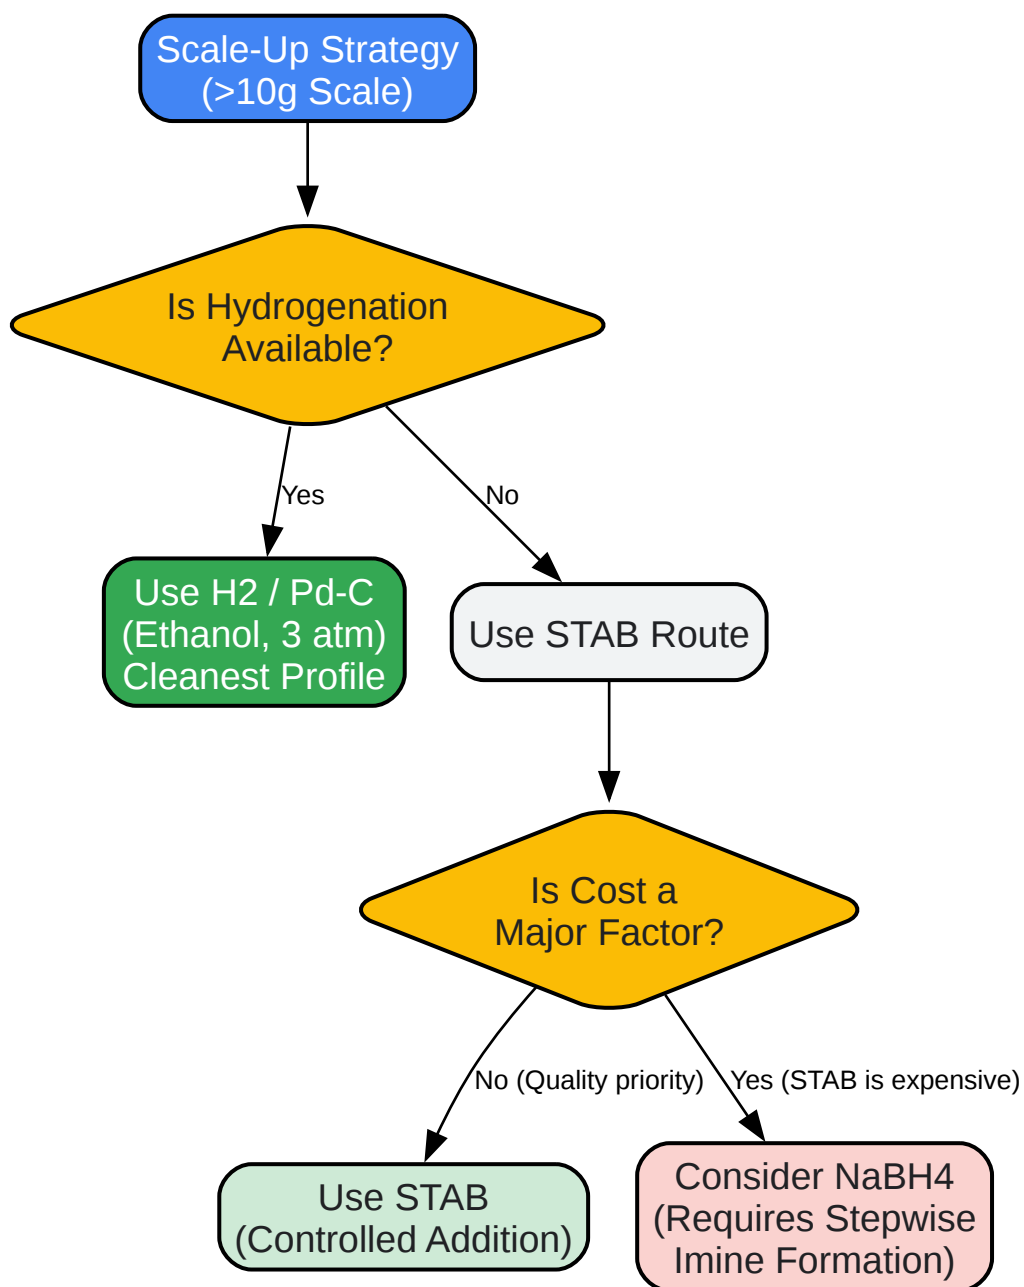 Scale-Up Strategy
(>10g Scale)
Is Hydrogenation
Available?
Yes
No
Use H2 / Pd-C
(Ethanol, 3 atm)
Cleanest Profile
Use STAB Route
Is Cost a
Major Factor?
No (Quality priority)
Yes (STAB is expensive)
Use STAB
(Controlled Addition)
Consider NaBH4
(Requires Stepwise
Imine Formation)